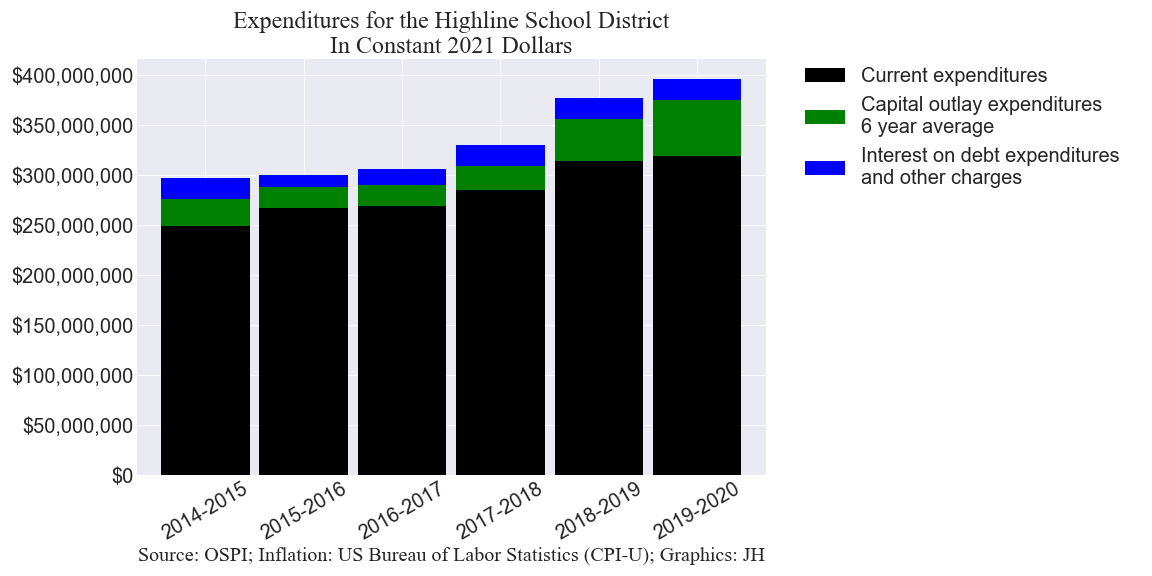 Expenditures for the Highline School District
In Constant 2021 Dollars
$400,000,000
$350,000,000
$300,000,000
$250,000,000
$200,000,000
$150,000,000
$100,000,000
$50,000,000
$0
2014-2015
2015-2016
2016-2017
2017-2018
2018-2019
2019-2020
Current expenditures
Capital outlay expenditures
6 year average
Interest on debt expenditures
and other charges
Source: OSPI; Inflation: US Bureau of Labor Statistics (CPI-U); Graphics: JH